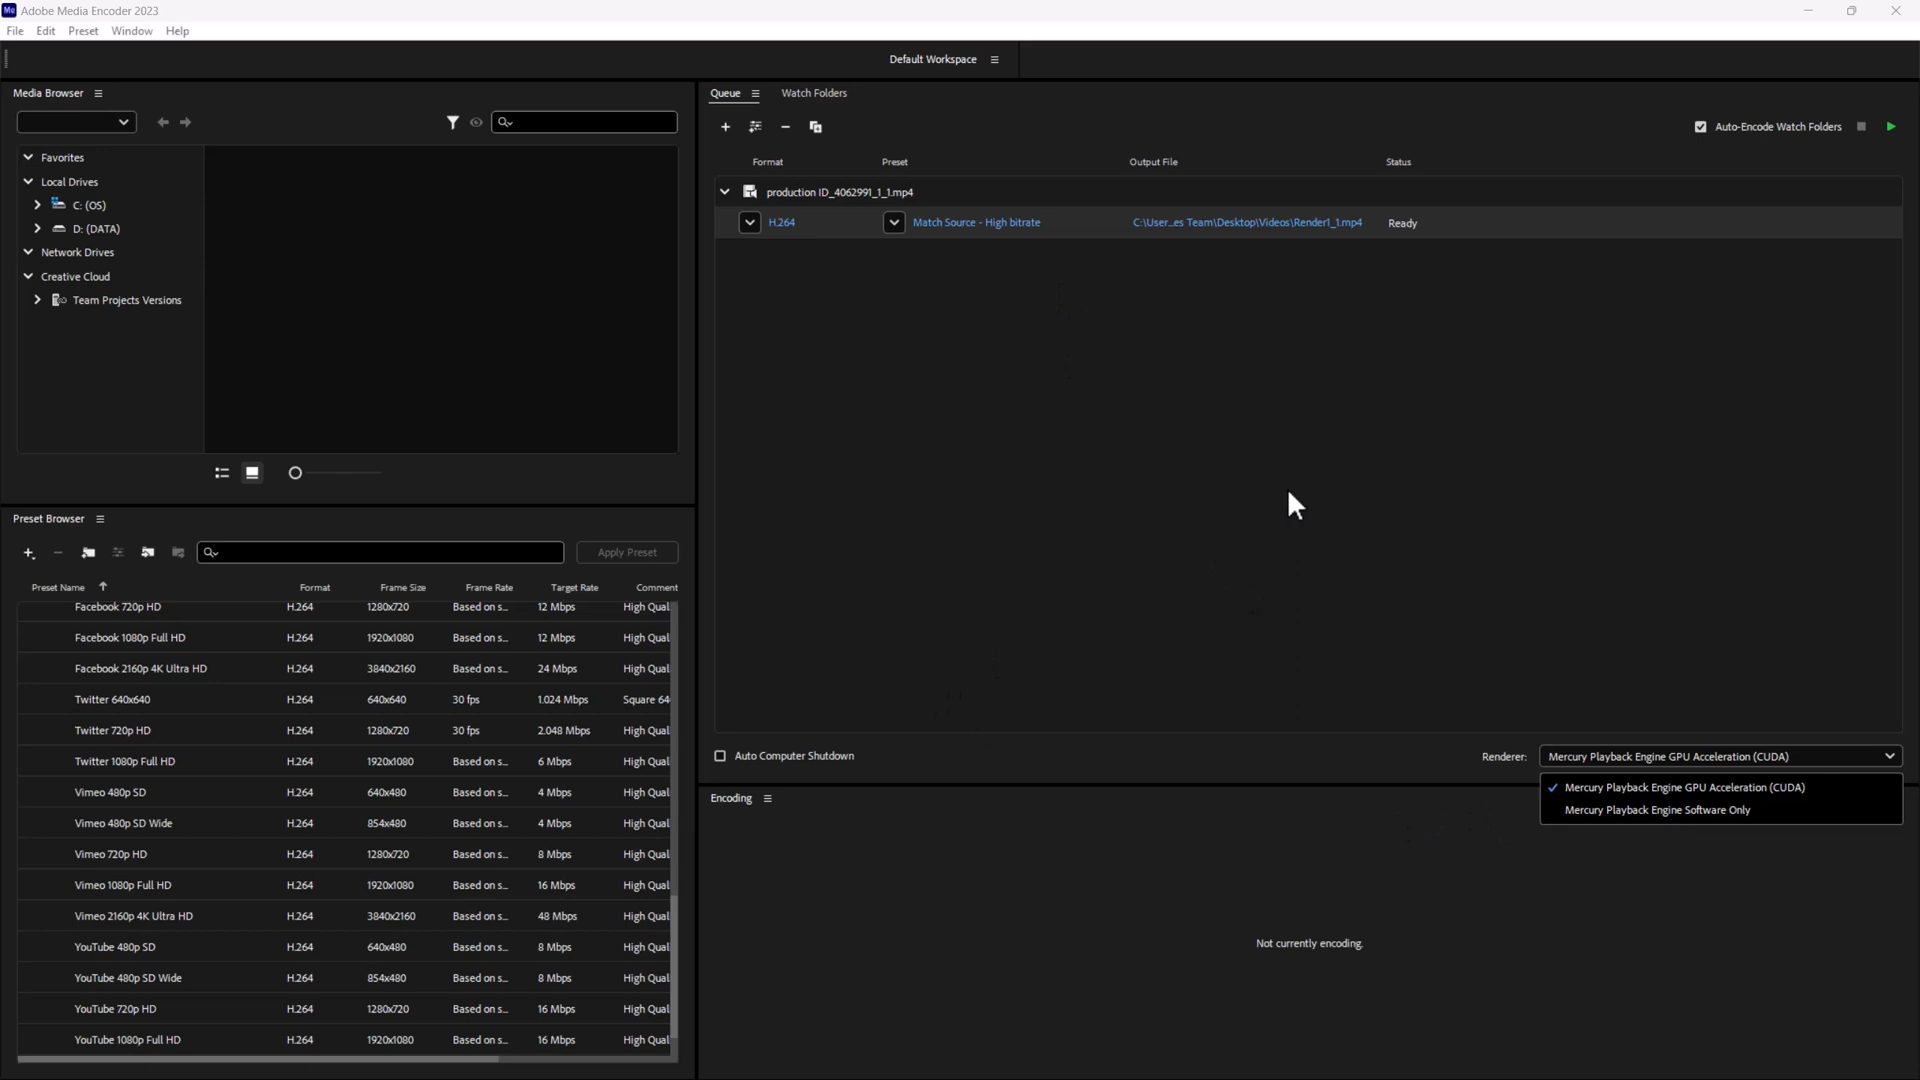 Me Adobe Media Encoder 2023
File Edit Preset Window Help
Default Workspace
Media Browser
Favorites
Local Drives
C: (OS)
D: (DATA)
Network Drives
Creative Cloud
Team Projects Versions
Queue Watch Folders
Auto-Encode Watch Folders
Format Preset Output File Status
production ID_4062991_1_1.mp4
H.264 Match Source - High bitrate C:\User...es Team\Desktop\Videos\Render1_1.mp4 Ready
Auto Computer Shutdown
Renderer: Mercury Playback Engine GPU Acceleration (CUDA)
Mercury Playback Engine GPU Acceleration (CUDA)
Mercury Playback Engine Software Only
Preset Browser
Apply Preset
Preset Name Format Frame Size Frame Rate Target Rate Comment
Facebook 720p HD H.264 1280x720 Based on s... 12 Mbps High Qual
Facebook 1080p Full HD H.264 1920x1080 Based on s... 12 Mbps High Qual
Facebook 2160p 4K Ultra HD H.264 3840x2160 Based on s... 24 Mbps High Qual
Twitter 640x640 H.264 640x640 30 fps 1.024 Mbps Square 64
Twitter 720p HD H.264 1280x720 30 fps 2.048 Mbps High Qual
Twitter 1080p Full HD H.264 1920x1080 Based on s... 6 Mbps High Qual
Vimeo 480p SD H.264 640x480 Based on s... 4 Mbps High Qual
Vimeo 480p SD Wide H.264 854x480 Based on s... 4 Mbps High Qual
Vimeo 720p HD H.264 1280x720 Based on s... 8 Mbps High Qual
Vimeo 1080p Full HD H.264 1920x1080 Based on s... 16 Mbps High Qual
Vimeo 2160p 4K Ultra HD H.264 3840x2160 Based on s... 48 Mbps High Qual
YouTube 480p SD H.264 640x480 Based on s... 8 Mbps High Qual
YouTube 480p SD Wide H.264 854x480 Based on s... 8 Mbps High Qual
YouTube 720p HD H.264 1280x720 Based on s... 16 Mbps High Qual
YouTube 1080p Full HD H.264 1920x1080 Based on s... 16 Mbps High Qual
Encoding
Not currently encoding.